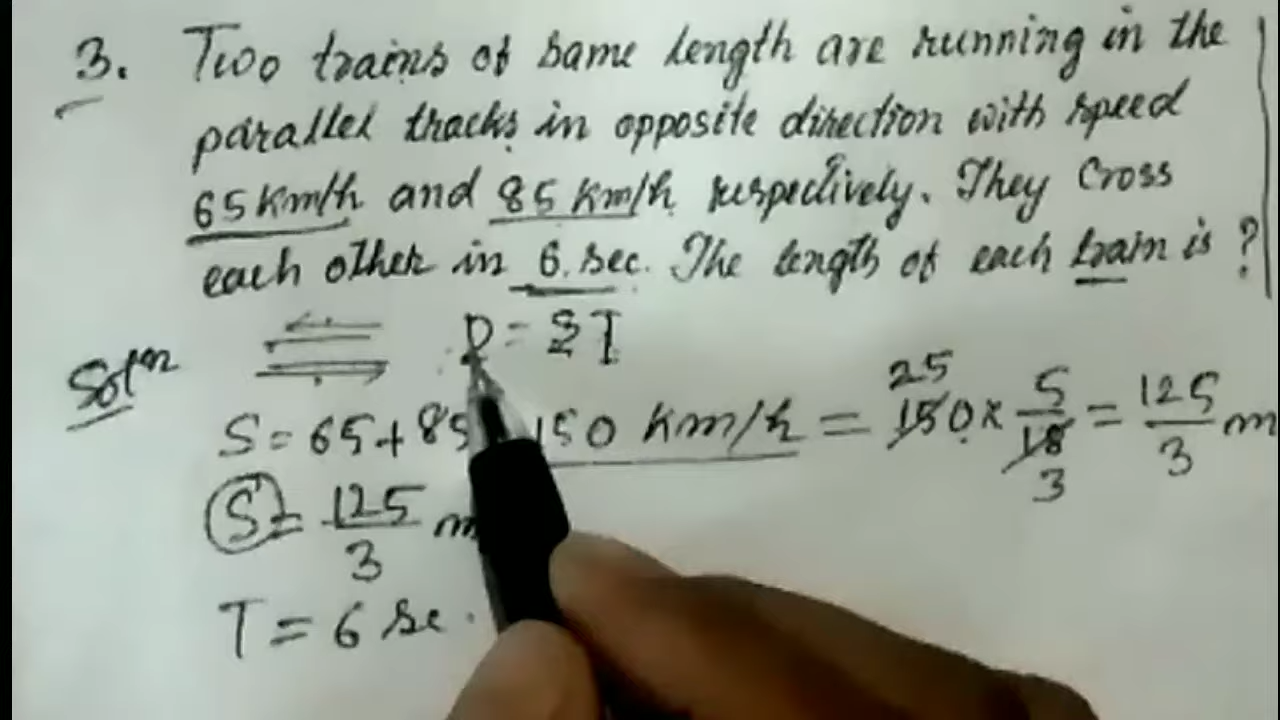 3. Two trains of same length are running in the
parallel tracks in opposite direction with speed
65 km/h and 85 km/h respectively. They cross
each other in 6 sec. The length of each train is ?
Soln D = ST
S = 65 + 85 150 km/h = 150 × 5/18 = 125/3 m
25 3
S = 125/3 m
T = 6 se